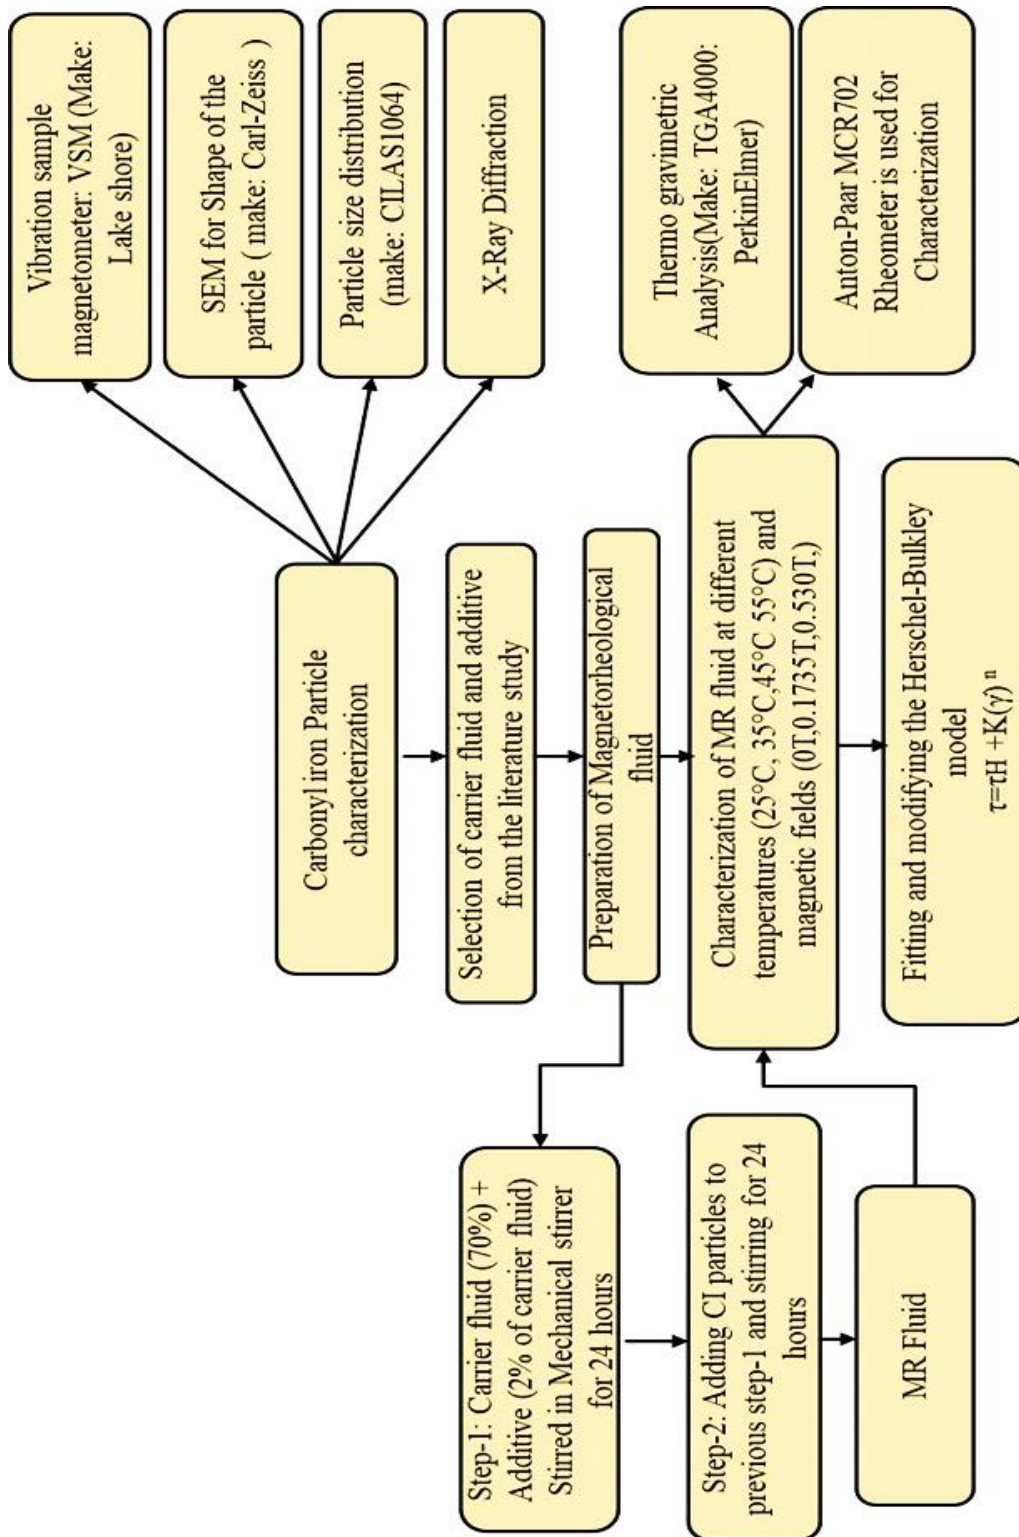 Carbonyl iron Particle
characterization
Vibration sample
magnetometer: VSM (Make:
Lake shore)
SEM for Shape of the
particle ( make: Carl-Zeiss )
Particle size distribution
(make: CILAS1064)
X-Ray Diffraction
Selection of carrier fluid and additive
from the literature study
Preparation of Magnetorheological
fluid
Step-1: Carrier fluid (70%) +
Additive (2% of carrier fluid)
Stirred in Mechanical stirrer
for 24 hours
Step-2: Adding CI particles to
previous step-1 and stirring for 24
hours
MR Fluid
Characterization of MR fluid at different
temperatures (25°C, 35°C,45°C 55°C) and
magnetic fields (0T,0.1735T,0.530T,)
Thermo gravimetric
Analysis(Make: TGA4000:
PerkinElmer)
Anton-Paar MCR702
Rheometer is used for
Characterization
Fitting and modifying the Herschel-Bulkley
model
τ=τH +K(γ̇) ⁿ